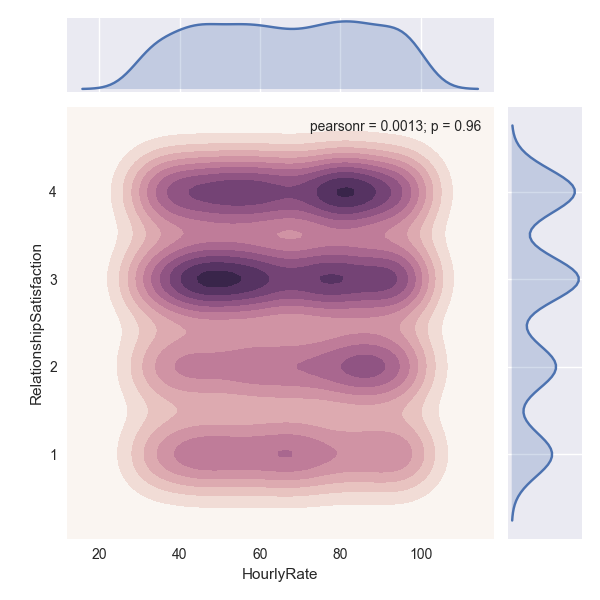 pearsonr = 0.0013; p = 0.96
4
3
2
1
RelationshipSatisfaction
20 40 60 80 100
HourlyRate